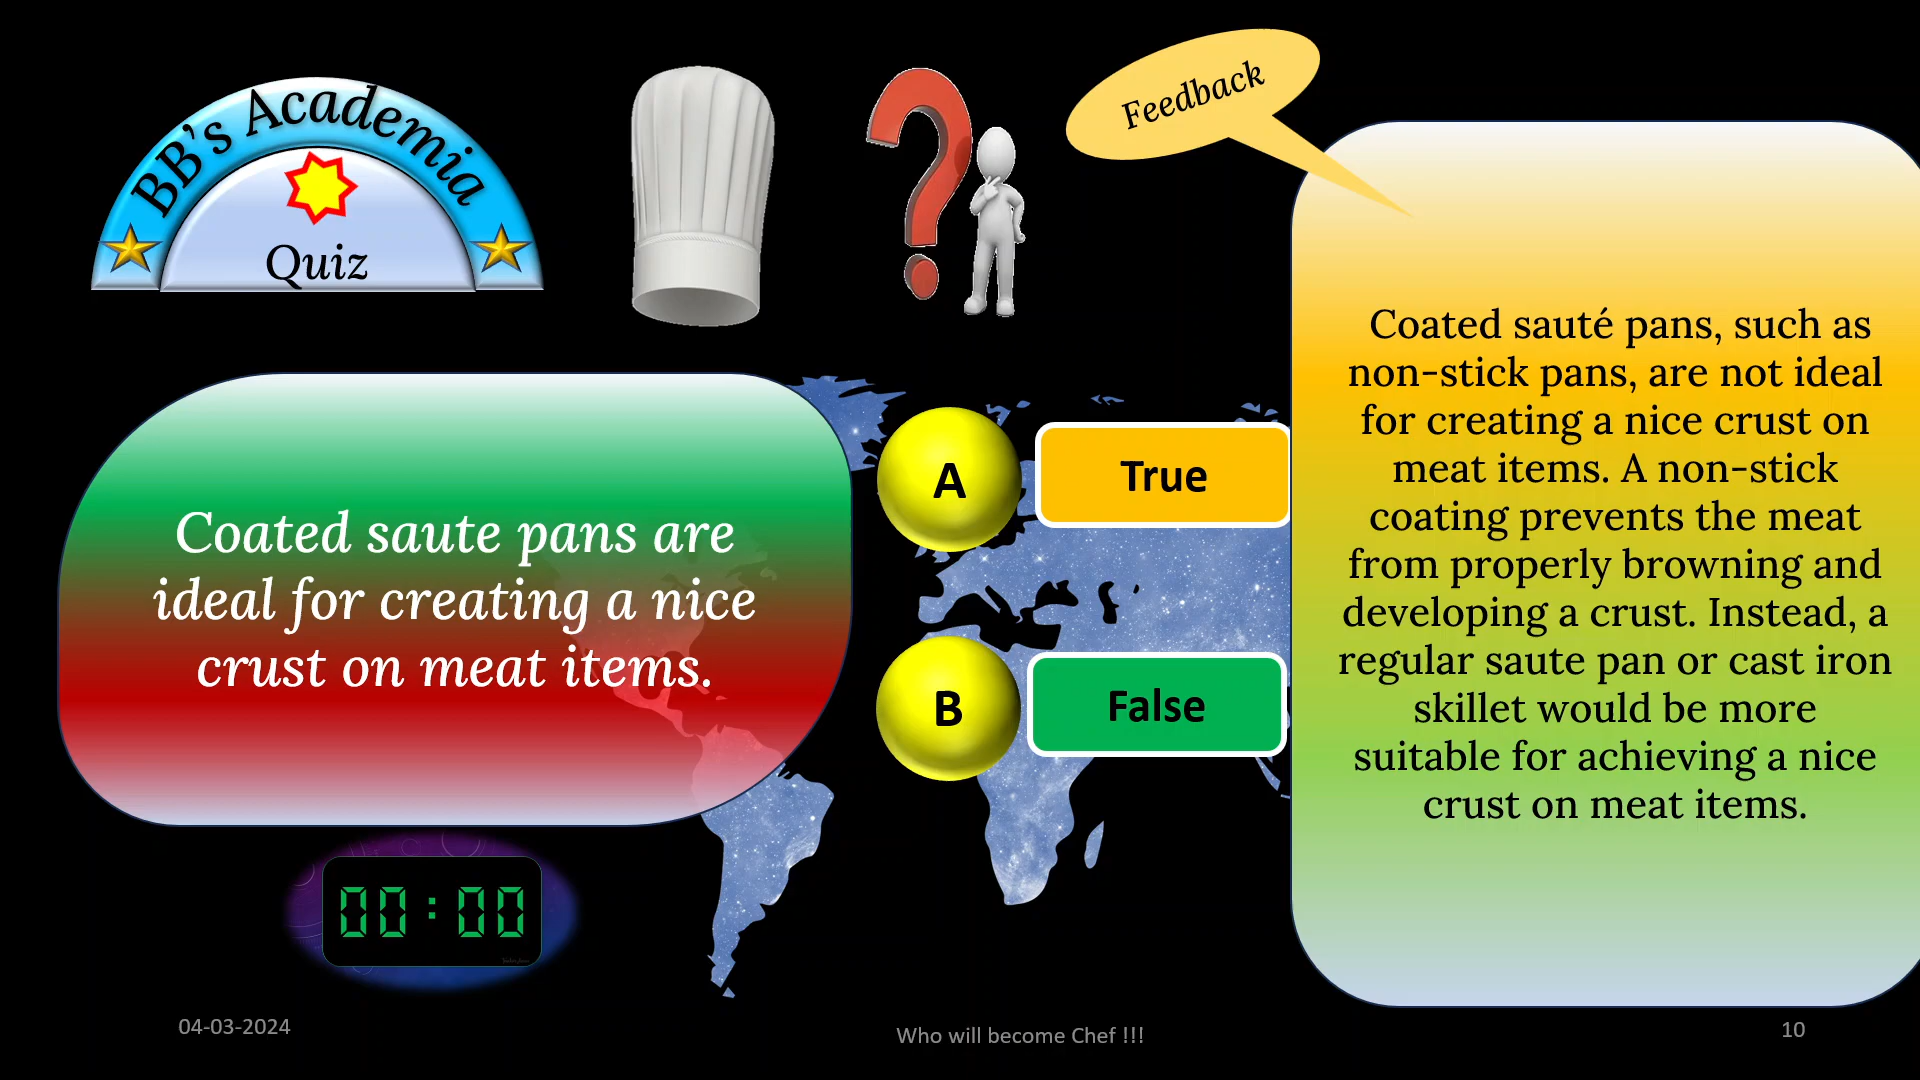 BB's Academia
Quiz
Feedback
Coated saute pans are
ideal for creating a nice
crust on meat items.
A
True
B
False
Coated sauté pans, such as
non-stick pans, are not ideal
for creating a nice crust on
meat items. A non-stick
coating prevents the meat
from properly browning and
developing a crust. Instead, a
regular saute pan or cast iron
skillet would be more
suitable for achieving a nice
crust on meat items.
00:00
04-03-2024
Who will become Chef !!!
10